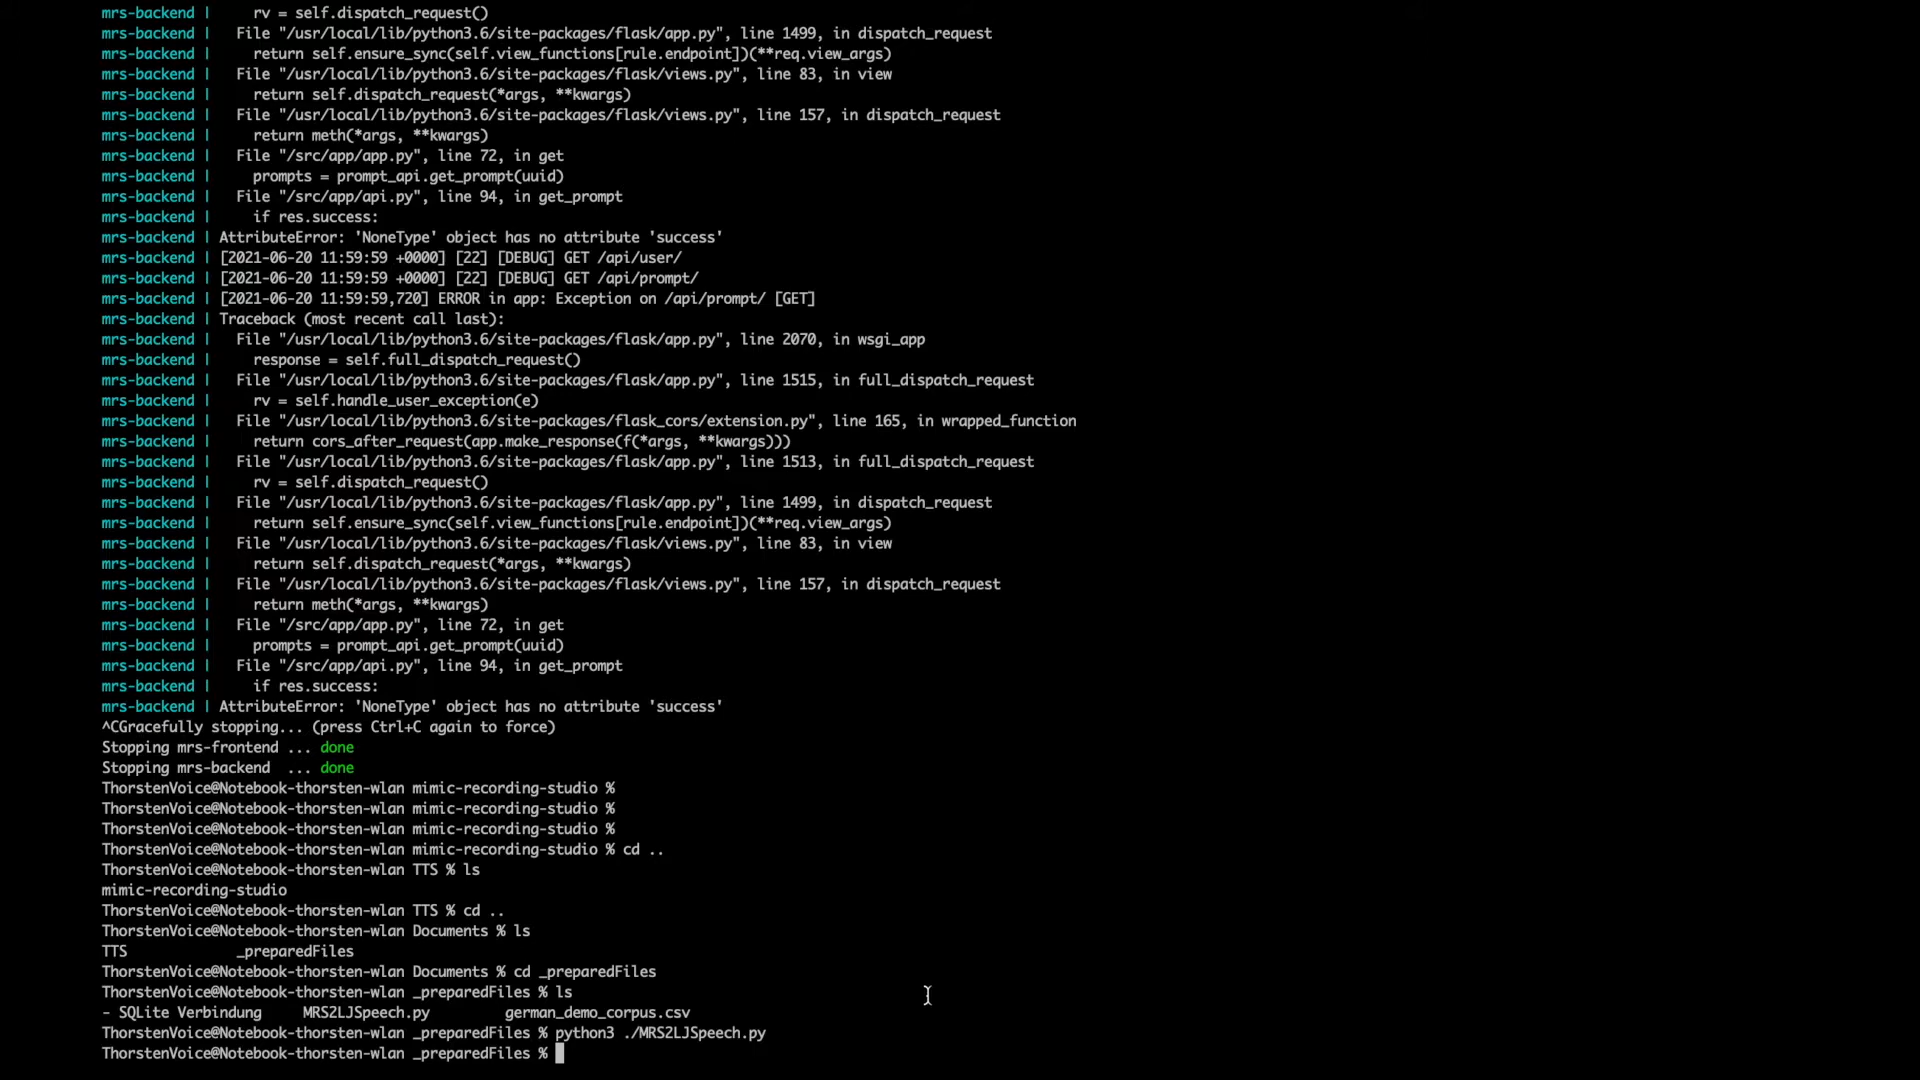 mrs-backend |     rv = self.dispatch_request()
mrs-backend |   File "/usr/local/lib/python3.6/site-packages/flask/app.py", line 1499, in dispatch_request
mrs-backend |     return self.ensure_sync(self.view_functions[rule.endpoint])(**req.view_args)
mrs-backend |   File "/usr/local/lib/python3.6/site-packages/flask/views.py", line 83, in view
mrs-backend |     return self.dispatch_request(*args, **kwargs)
mrs-backend |   File "/usr/local/lib/python3.6/site-packages/flask/views.py", line 157, in dispatch_request
mrs-backend |     return meth(*args, **kwargs)
mrs-backend |   File "/src/app/app.py", line 72, in get
mrs-backend |     prompts = prompt_api.get_prompt(uuid)
mrs-backend |   File "/src/app/api.py", line 94, in get_prompt
mrs-backend |     if res.success:
mrs-backend | AttributeError: 'NoneType' object has no attribute 'success'
mrs-backend | [2021-06-20 11:59:59 +0000] [22] [DEBUG] GET /api/user/
mrs-backend | [2021-06-20 11:59:59 +0000] [22] [DEBUG] GET /api/prompt/
mrs-backend | [2021-06-20 11:59:59,720] ERROR in app: Exception on /api/prompt/ [GET]
mrs-backend | Traceback (most recent call last):
mrs-backend |   File "/usr/local/lib/python3.6/site-packages/flask/app.py", line 2070, in wsgi_app
mrs-backend |     response = self.full_dispatch_request()
mrs-backend |   File "/usr/local/lib/python3.6/site-packages/flask/app.py", line 1515, in full_dispatch_request
mrs-backend |     rv = self.handle_user_exception(e)
mrs-backend |   File "/usr/local/lib/python3.6/site-packages/flask_cors/extension.py", line 165, in wrapped_function
mrs-backend |     return cors_after_request(app.make_response(f(*args, **kwargs)))
mrs-backend |   File "/usr/local/lib/python3.6/site-packages/flask/app.py", line 1513, in full_dispatch_request
mrs-backend |     rv = self.dispatch_request()
mrs-backend |   File "/usr/local/lib/python3.6/site-packages/flask/app.py", line 1499, in dispatch_request
mrs-backend |     return self.ensure_sync(self.view_functions[rule.endpoint])(**req.view_args)
mrs-backend |   File "/usr/local/lib/python3.6/site-packages/flask/views.py", line 83, in view
mrs-backend |     return self.dispatch_request(*args, **kwargs)
mrs-backend |   File "/usr/local/lib/python3.6/site-packages/flask/views.py", line 157, in dispatch_request
mrs-backend |     return meth(*args, **kwargs)
mrs-backend |   File "/src/app/app.py", line 72, in get
mrs-backend |     prompts = prompt_api.get_prompt(uuid)
mrs-backend |   File "/src/app/api.py", line 94, in get_prompt
mrs-backend |     if res.success:
mrs-backend | AttributeError: 'NoneType' object has no attribute 'success'
^CGracefully stopping... (press Ctrl+C again to force)
Stopping mrs-frontend ... done
Stopping mrs-backend  ... done
ThorstenVoice@Notebook-thorsten-wlan mimic-recording-studio %
ThorstenVoice@Notebook-thorsten-wlan mimic-recording-studio %
ThorstenVoice@Notebook-thorsten-wlan mimic-recording-studio %
ThorstenVoice@Notebook-thorsten-wlan mimic-recording-studio % cd ..
ThorstenVoice@Notebook-thorsten-wlan TTS % ls
mimic-recording-studio
ThorstenVoice@Notebook-thorsten-wlan TTS % cd ..
ThorstenVoice@Notebook-thorsten-wlan Documents % ls
TTS             _preparedFiles
ThorstenVoice@Notebook-thorsten-wlan Documents % cd _preparedFiles
ThorstenVoice@Notebook-thorsten-wlan _preparedFiles % ls
- SQLite Verbindung     MRS2LJSpeech.py         german_demo_corpus.csv
ThorstenVoice@Notebook-thorsten-wlan _preparedFiles % python3 ./MRS2LJSpeech.py
ThorstenVoice@Notebook-thorsten-wlan _preparedFiles %